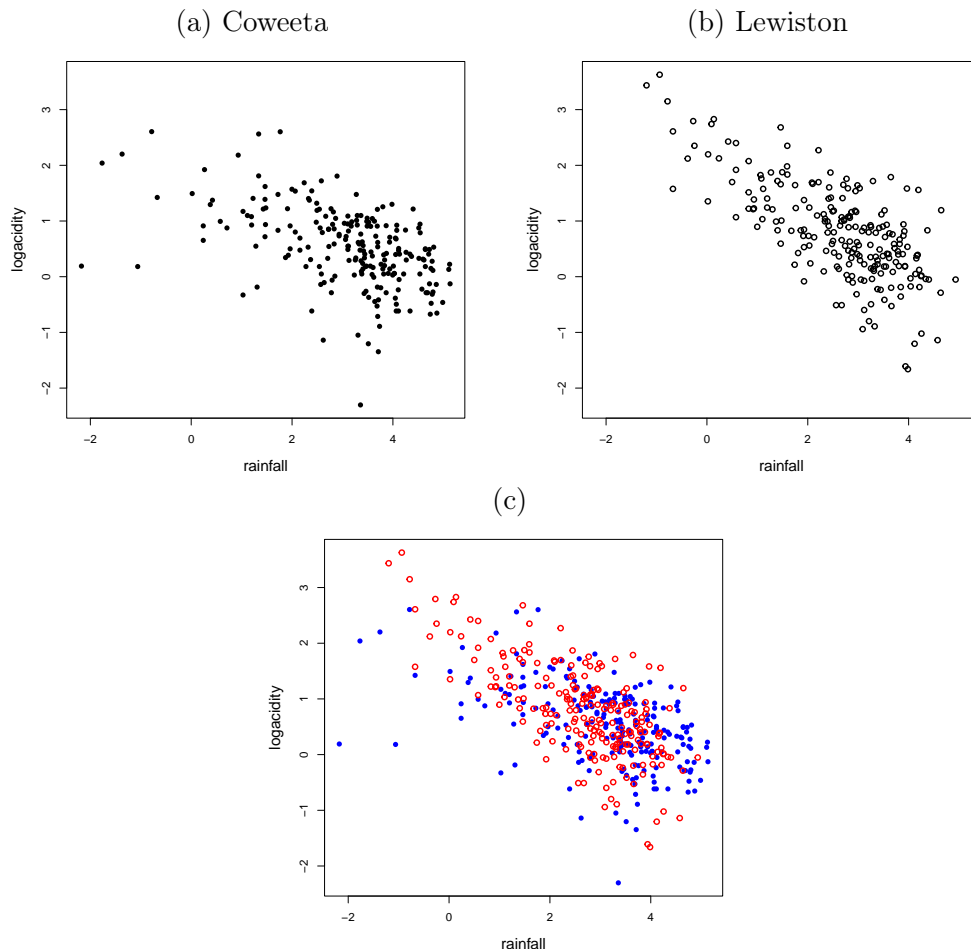 (a) Coweeta
(b) Lewiston
3
2
1
0
−1
−2
logacidity
−2 0 2 4
rainfall
3
2
1
0
−1
−2
logacidity
−2 0 2 4
rainfall
(c)
3
2
1
0
−1
−2
logacidity
−2 0 2 4
rainfall